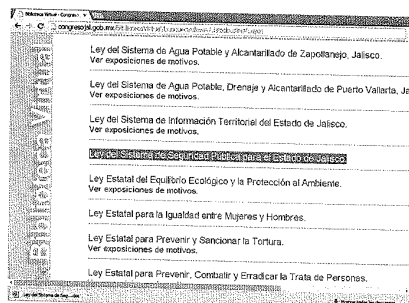 Biblioteca Virtual - Congreso
congresojal.gob.mx
Ley del Sistema de Agua Potable y Alcantarillado de Zapotlanejo, Jalisco.
Ver exposiciones de motivos.
Ley del Sistema de Agua Potable, Drenaje y Alcantarillado de Puerto Vallarta, Ja
Ver exposiciones de motivos.
Ley del Sistema de Información Territorial del Estado de Jalisco.
Ver exposiciones de motivos.
Ley del Sistema de Seguridad Pública para el Estado de Jalisco.
Ley Estatal del Equilibrio Ecológico y la Protección al Ambiente.
Ver exposiciones de motivos.
Ley Estatal para la Igualdad entre Mujeres y Hombres.
Ley Estatal para Prevenir y Sancionar la Tortura.
Ver exposiciones de motivos.
Ley Estatal para Prevenir, Combatir y Erradicar la Trata de Personas.